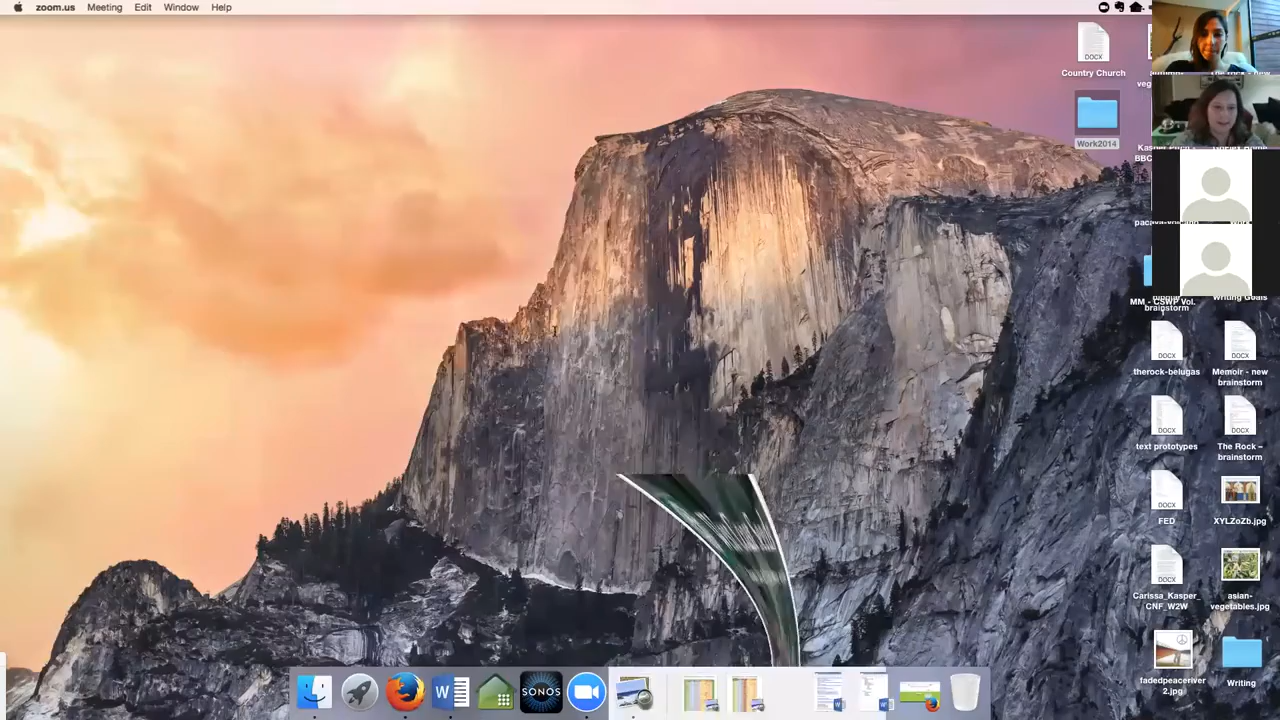 zoom.us Meeting Edit Window Help
DOCX
Country Church
Work2014
MM - CSWP Vol.
brainstorm
Writing Goals
DOCX DOCX
therock-belugas
Memoir - new
brainstorm
DOCX DOCX
text prototypes
The Rock –
brainstorm
DOCX
FED
XYLZoZb.jpg
DOCX
Carissa_Kasper_
CNF_W2W
asian-
vegetables.jpg
fadedpeaceriver
2.jpg
Writing
W
SONOS